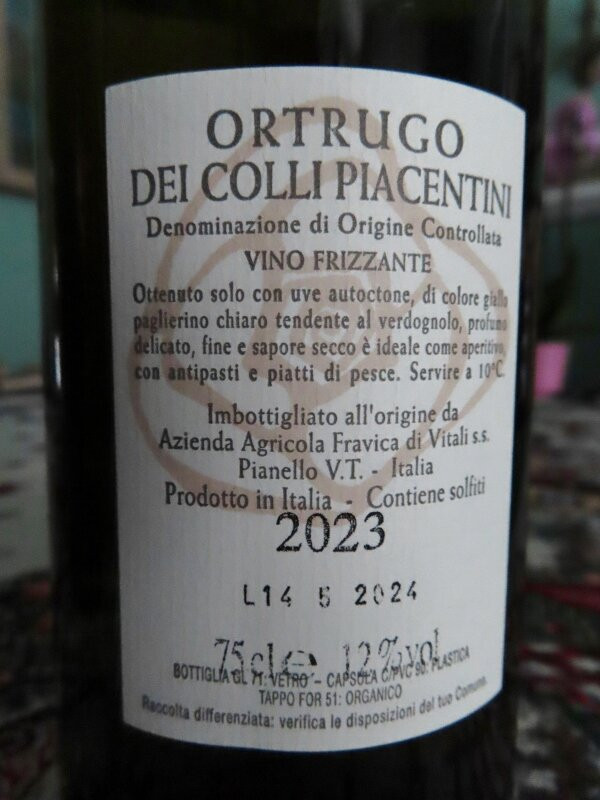 ORTRUGO
DEI COLLI PIACENTINI
Denominazione di Origine Controllata
VINO FRIZZANTE
Ottenuto solo con uve autoctone, di colore giallo
paglierino chiaro tendente al verdognolo, profumo
delicato, fine e sapore secco è ideale come aperitivo,
con antipasti e piatti di pesce. Servire a 10°C.
Imbottigliato all'origine da
Azienda Agricola Fravica di Vitali s.s.
Pianello V.T. - Italia
Prodotto in Italia - Contiene solfiti
2023
L14 5 2024
75cl e 12%vol
BOTTIGLIA GL 71: VETRO - CAPSULA C/PVC 90: PLASTICA
TAPPO FOR 51: ORGANICO
Raccolta differenziata: verifica le disposizioni del tuo Comune.